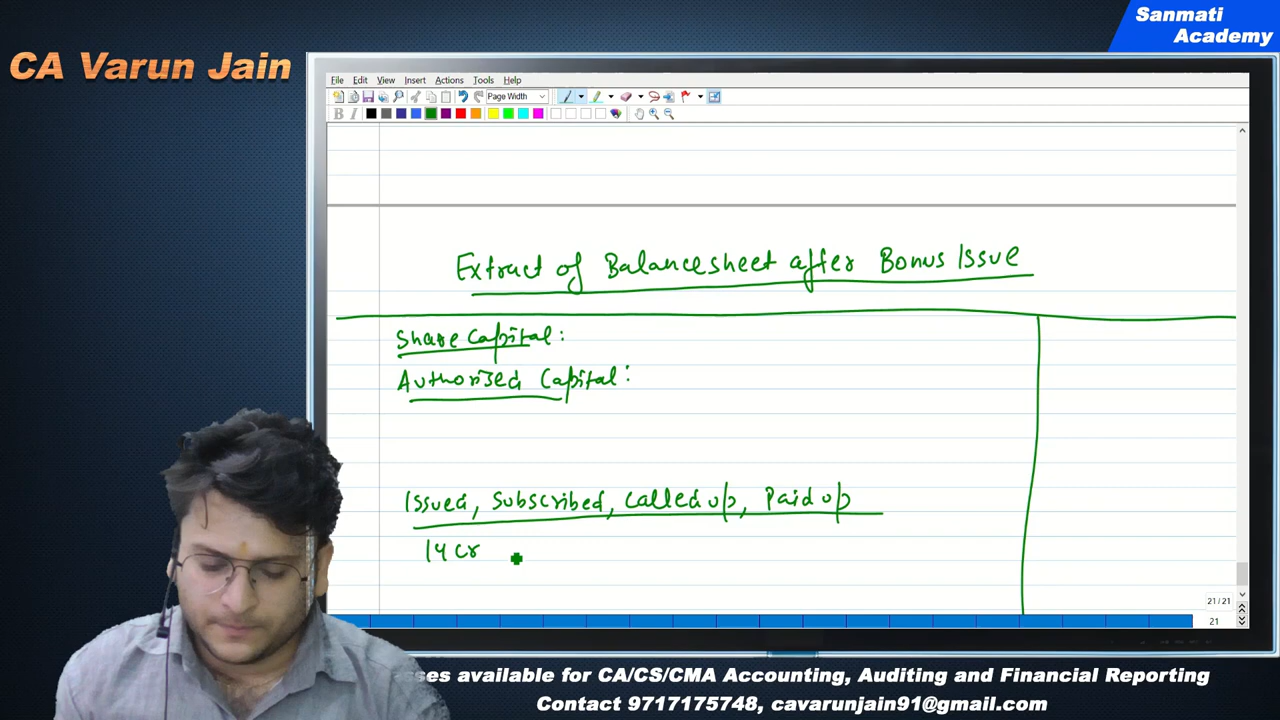 Sanmati
Academy
CA Varun Jain
File Edit View Insert Actions Tools Help
Page Width
B I
Extract of Balancesheet after Bonus Issue
Share Capital:
Authorised Capital:
Issued, Subscribed, Called up, Paid up
14 Cr
21/21
21
sses available for CA/CS/CMA Accounting, Auditing and Financial Reporting
Contact 9717175748, cavarunjain91@gmail.com